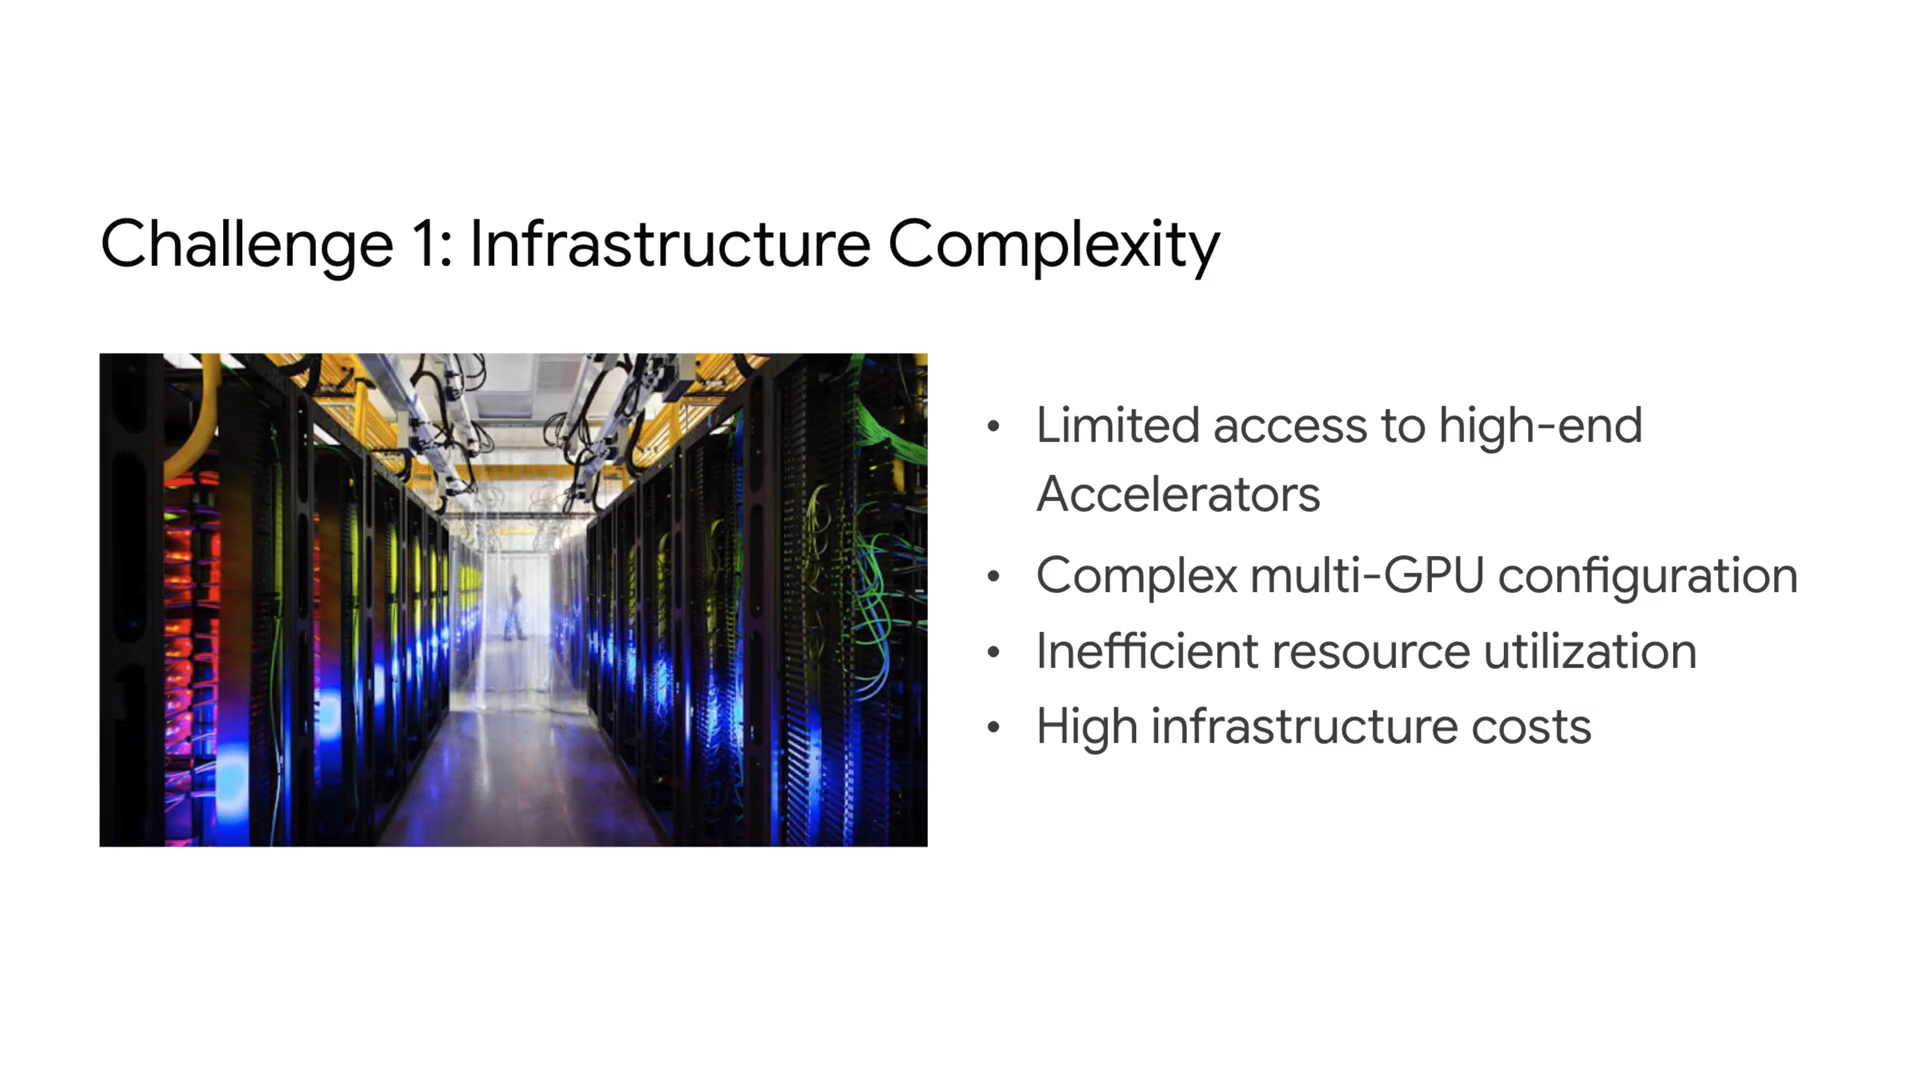 Challenge 1: Infrastructure Complexity
• Limited access to high-end
Accelerators
• Complex multi-GPU configuration
• Inefficient resource utilization
• High infrastructure costs